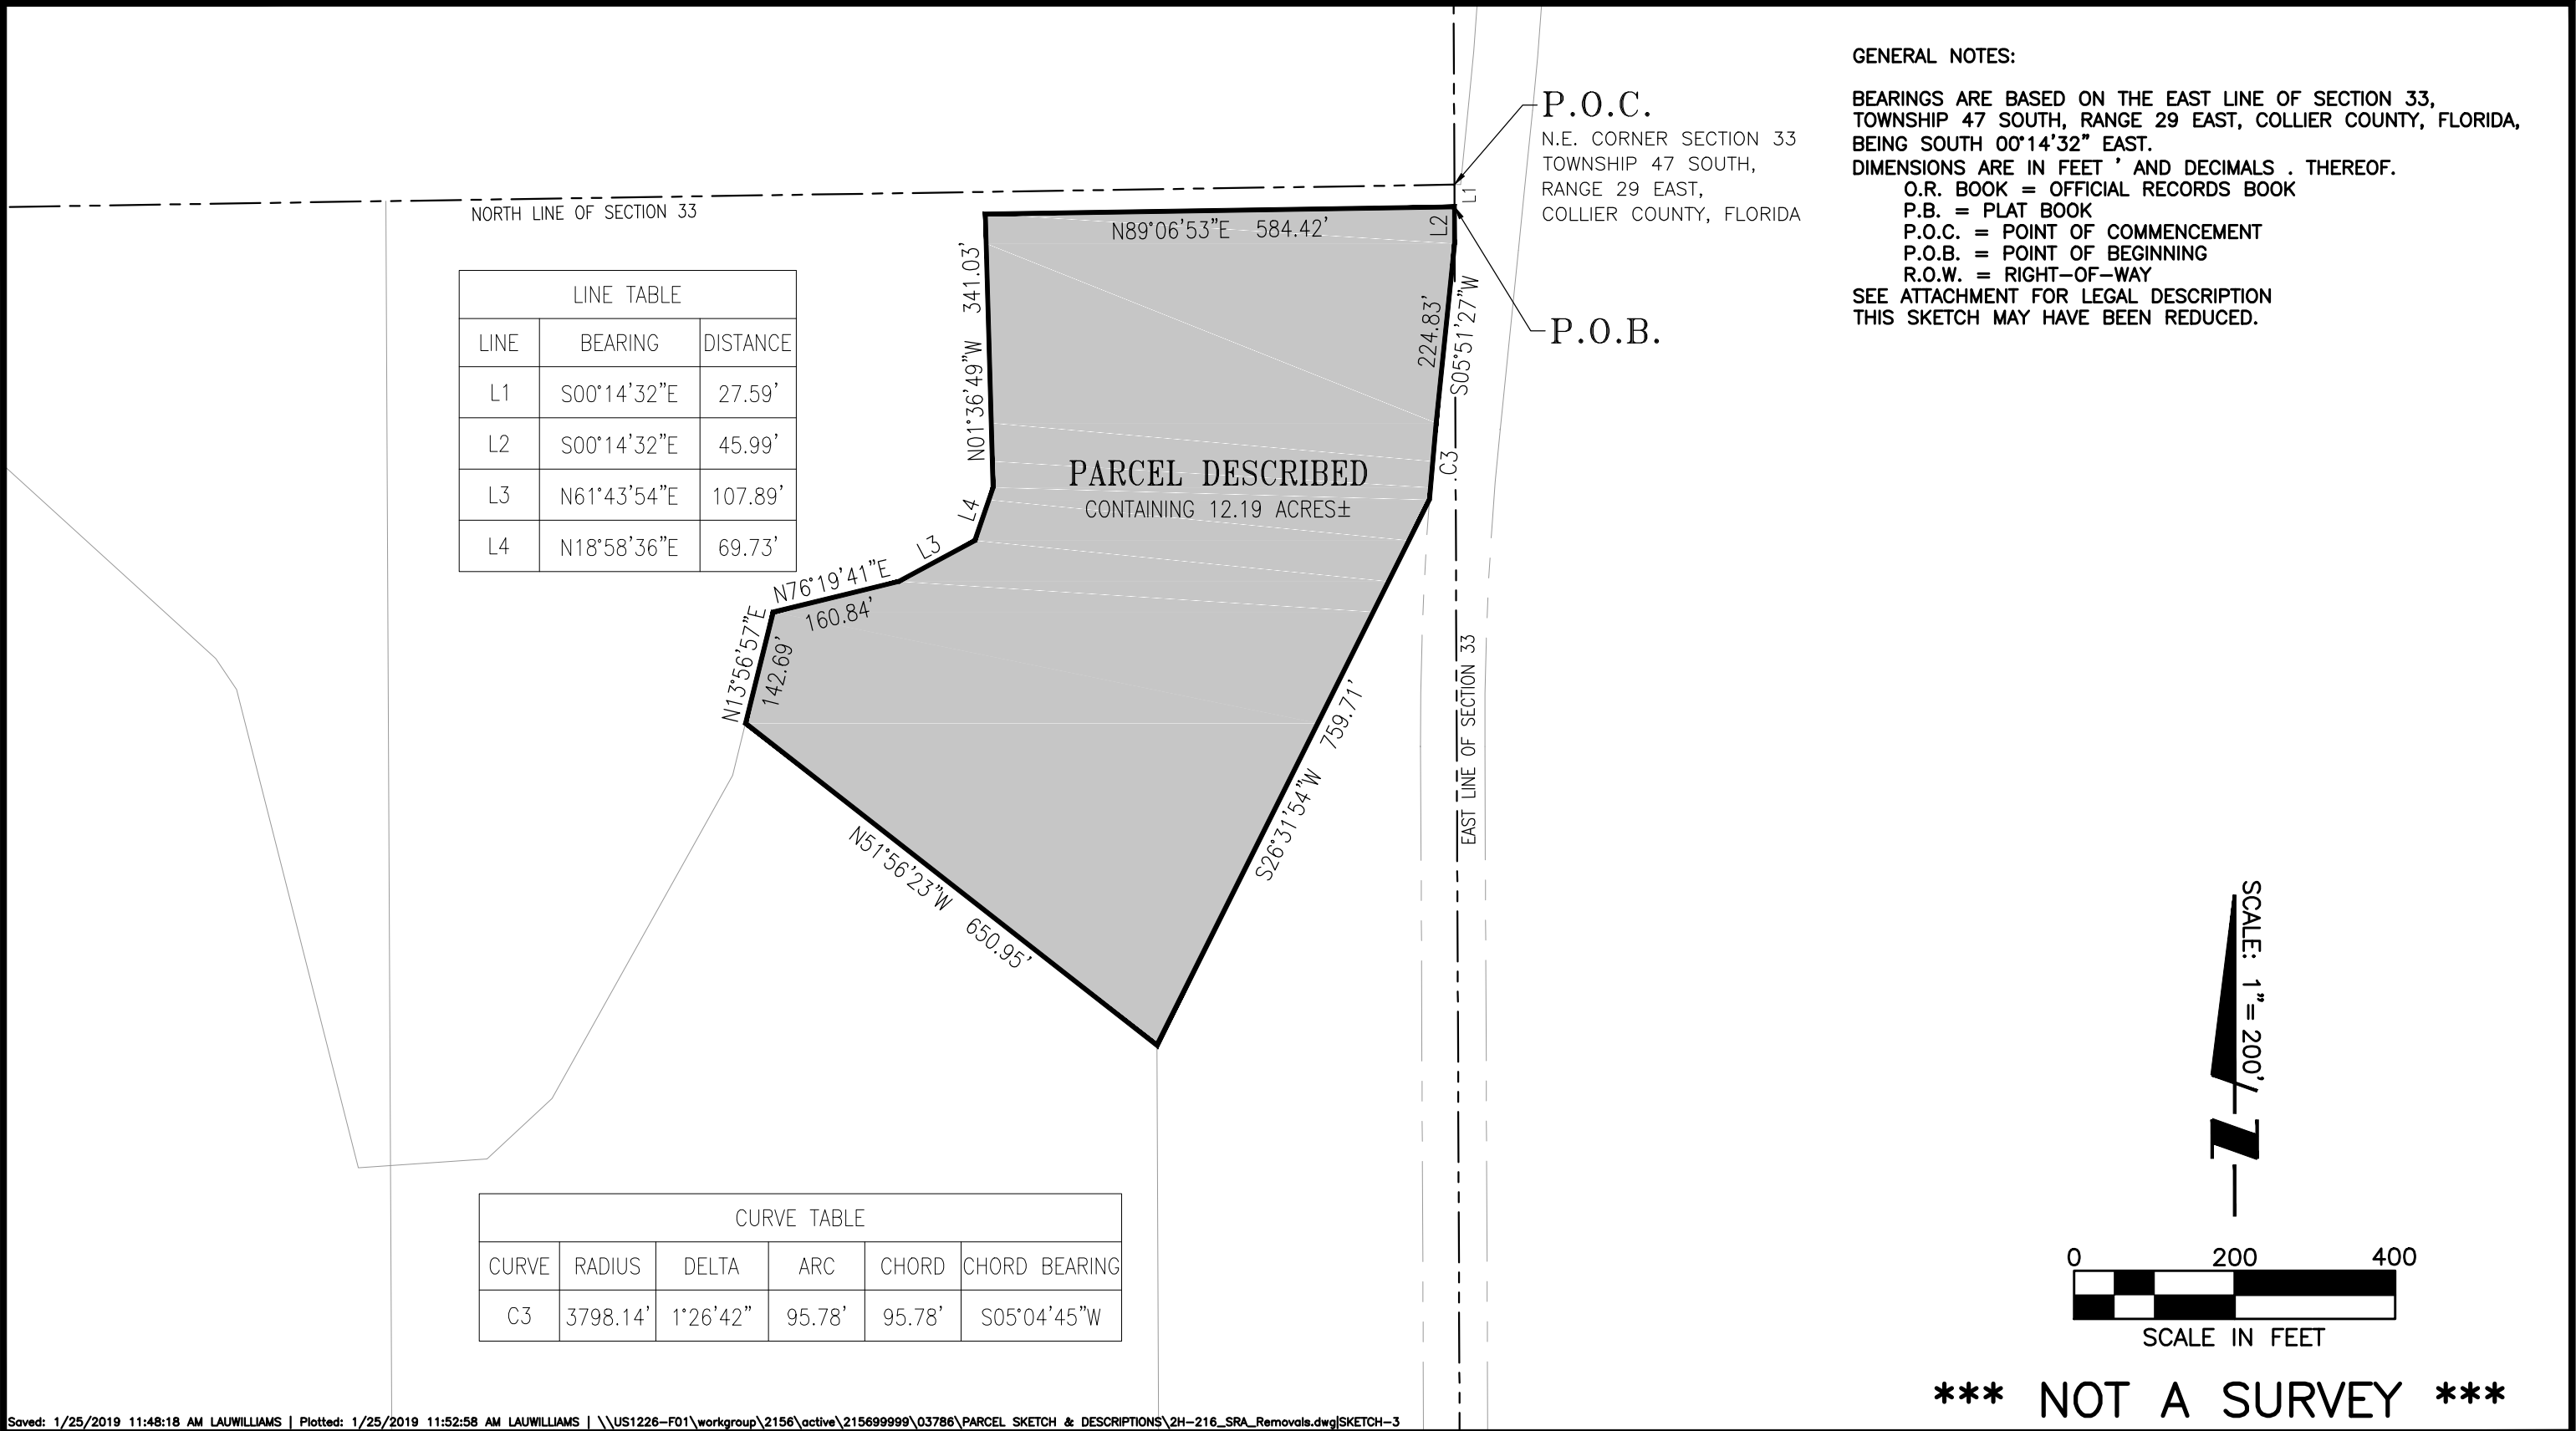 GENERAL NOTES:
BEARINGS ARE BASED ON THE EAST LINE OF SECTION 33,
TOWNSHIP 47 SOUTH, RANGE 29 EAST, COLLIER COUNTY, FLORIDA,
BEING SOUTH 00°14'32" EAST.
DIMENSIONS ARE IN FEET ' AND DECIMALS . THEREOF.
O.R. BOOK = OFFICIAL RECORDS BOOK
P.B. = PLAT BOOK
P.O.C. = POINT OF COMMENCEMENT
P.O.B. = POINT OF BEGINNING
R.O.W. = RIGHT-OF-WAY
SEE ATTACHMENT FOR LEGAL DESCRIPTION
THIS SKETCH MAY HAVE BEEN REDUCED.
P.O.C.
N.E. CORNER SECTION 33
TOWNSHIP 47 SOUTH,
RANGE 29 EAST,
COLLIER COUNTY, FLORIDA
L1
NORTH LINE OF SECTION 33
N89°06'53"E 584.42'
L2
P.O.B.
N01°36'49"W 341.03'
224.83'
S05°51'27"W
C3
LINE TABLE
LINE BEARING DISTANCE
L1 S00°14'32"E 27.59'
L2 S00°14'32"E 45.99'
L3 N61°43'54"E 107.89'
L4 N18°58'36"E 69.73'
PARCEL DESCRIBED
CONTAINING 12.19 ACRES±
L4
L3
N76°19'41"E
160.84'
N13°56'57"E
142.69'
EAST LINE OF SECTION 33
S26°31'54"W 759.71'
N51°56'23"W 650.95'
SCALE: 1"= 200'
N
CURVE TABLE
CURVE RADIUS DELTA ARC CHORD CHORD BEARING
C3 3798.14' 1°26'42" 95.78' 95.78' S05°04'45"W
0 200 400
SCALE IN FEET
*** NOT A SURVEY ***
Saved: 1/25/2019 11:48:18 AM LAUWILLIAMS | Plotted: 1/25/2019 11:52:58 AM LAUWILLIAMS | \\US1226-F01\workgroup\2156\active\215699999\03786\PARCEL SKETCH & DESCRIPTIONS\2H-216_SRA_Removals.dwg|SKETCH-3